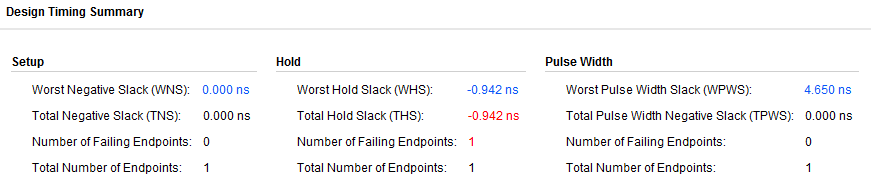 Design Timing Summary
Setup Hold Pulse Width
Worst Negative Slack (WNS): 0.000 ns Worst Hold Slack (WHS): -0.942 ns Worst Pulse Width Slack (WPWS): 4.650 ns
Total Negative Slack (TNS): 0.000 ns Total Hold Slack (THS): -0.942 ns Total Pulse Width Negative Slack (TPWS): 0.000 ns
Number of Failing Endpoints: 0 Number of Failing Endpoints: 1 Number of Failing Endpoints: 0
Total Number of Endpoints: 1 Total Number of Endpoints: 1 Total Number of Endpoints: 1